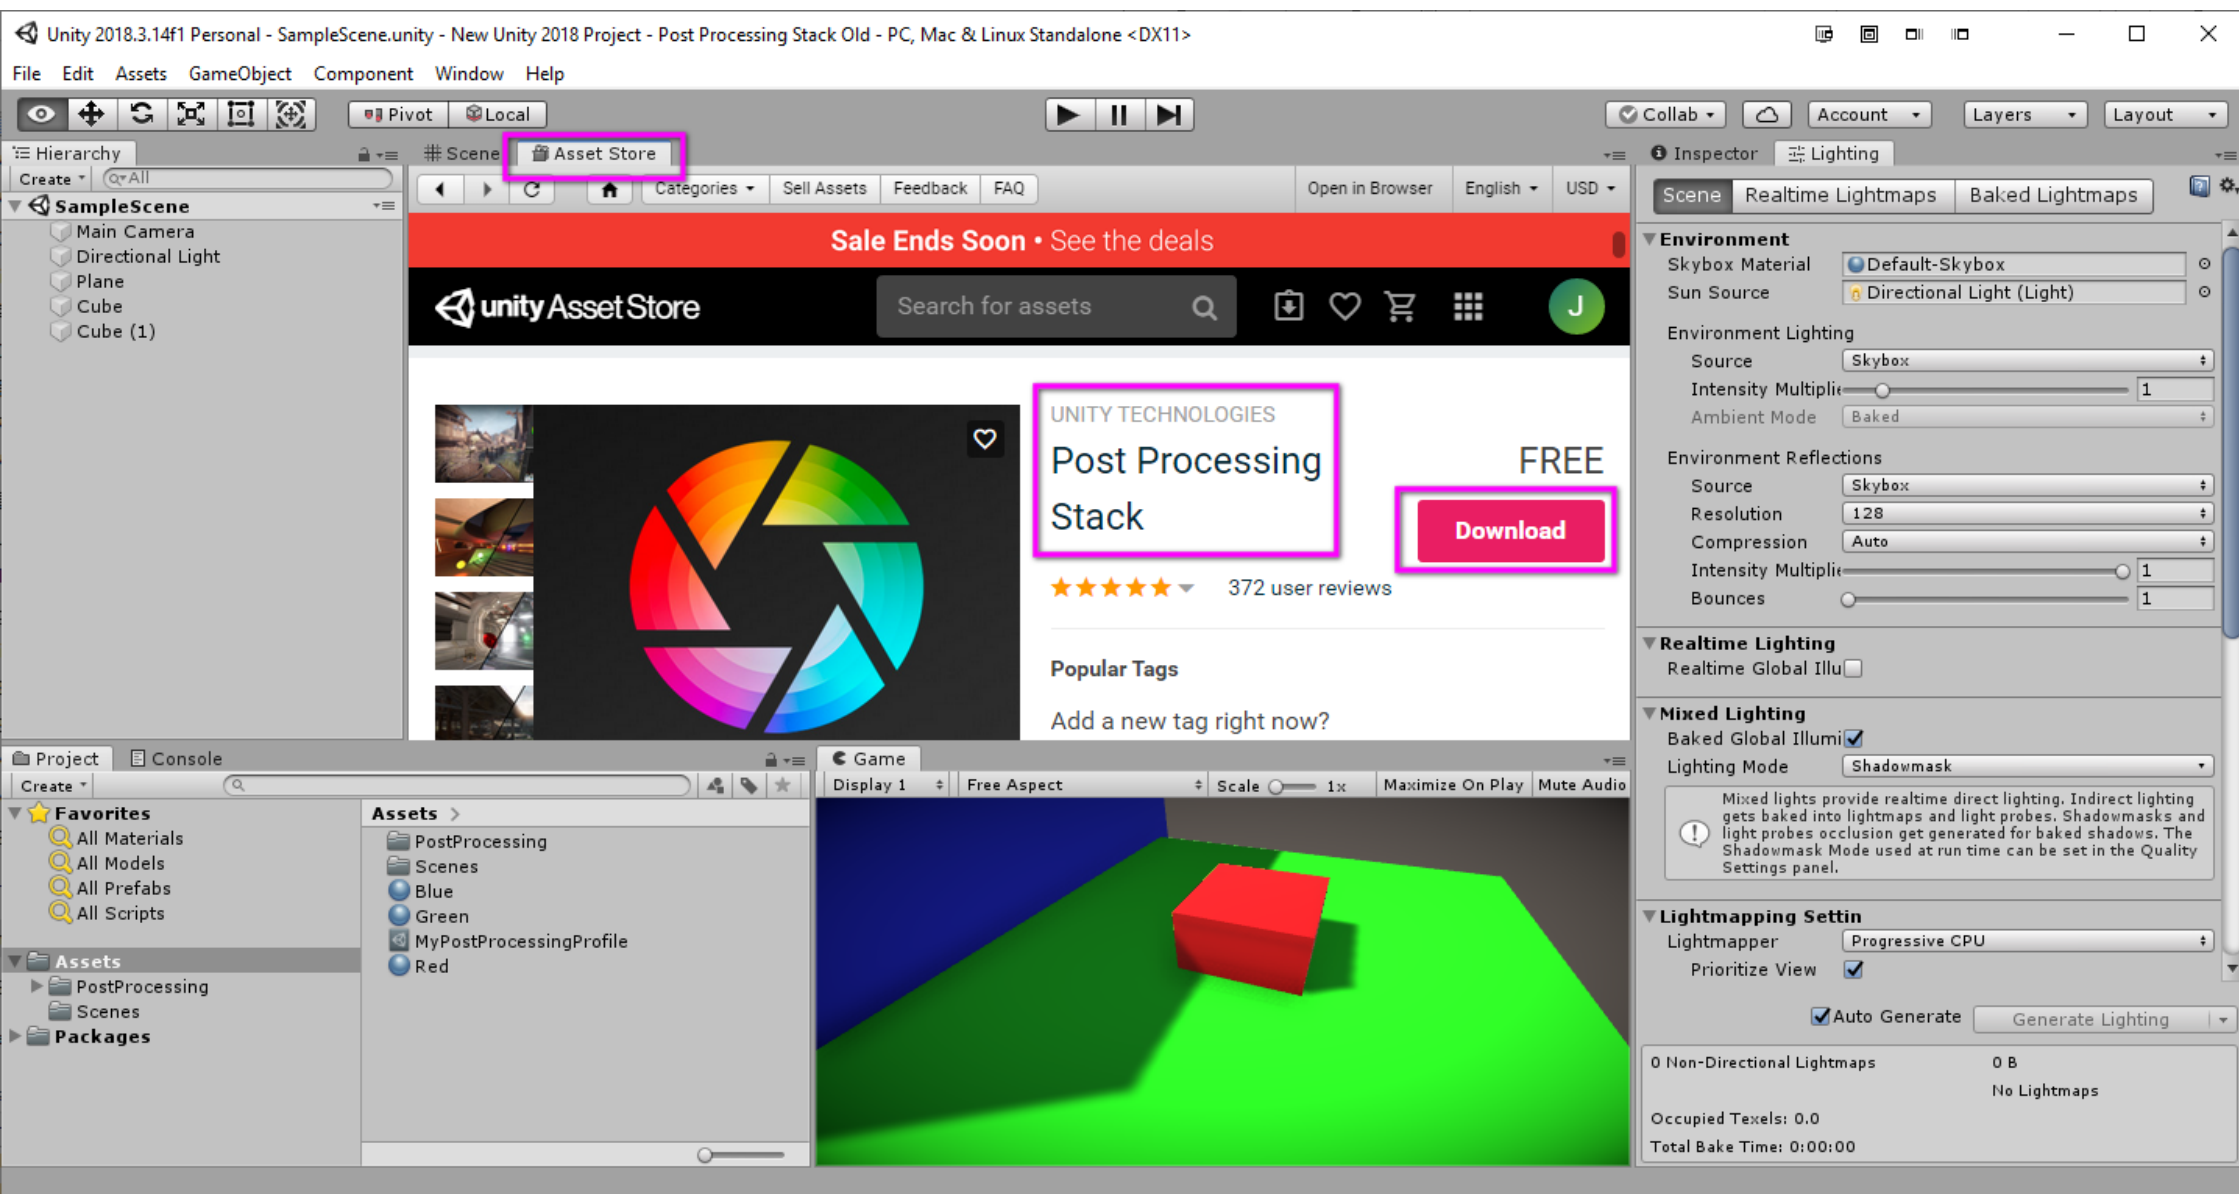 Unity 2018.3.14f1 Personal - SampleScene.unity - New Unity 2018 Project - Post Processing Stack Old - PC, Mac & Linux Standalone <DX11>
File Edit Assets GameObject Component Window Help
Pivot Local Collab Account Layers Layout
Hierarchy
Create All
SampleScene
Main Camera
Directional Light
Plane
Cube
Cube (1)
Scene Asset Store
Categories Sell Assets Feedback FAQ Open in Browser English USD
Sale Ends Soon • See the deals
unity Asset Store Search for assets J
UNITY TECHNOLOGIES
Post Processing
Stack
FREE
Download
372 user reviews
Popular Tags
Add a new tag right now?
Inspector Lighting
Scene Realtime Lightmaps Baked Lightmaps
Environment
Skybox Material Default-Skybox
Sun Source Directional Light (Light)
Environment Lighting
Source Skybox
Intensity Multiplie 1
Ambient Mode Baked
Environment Reflections
Source Skybox
Resolution 128
Compression Auto
Intensity Multiplie 1
Bounces 1
Realtime Lighting
Realtime Global Illu
Mixed Lighting
Baked Global Illumi
Lighting Mode Shadowmask
Mixed lights provide realtime direct lighting. Indirect lighting
gets baked into lightmaps and light probes. Shadowmasks and
light probes occlusion get generated for baked shadows. The
Shadowmask Mode used at run time can be set in the Quality
Settings panel.
Lightmapping Settin
Lightmapper Progressive CPU
Prioritize View
Auto Generate Generate Lighting
0 Non-Directional Lightmaps 0 B
No Lightmaps
Occupied Texels: 0.0
Total Bake Time: 0:00:00
Project Console
Create
Favorites
All Materials
All Models
All Prefabs
All Scripts
Assets
PostProcessing
Scenes
Packages
Assets >
PostProcessing
Scenes
Blue
Green
MyPostProcessingProfile
Red
Game
Display 1 Free Aspect Scale 1x Maximize On Play Mute Audio